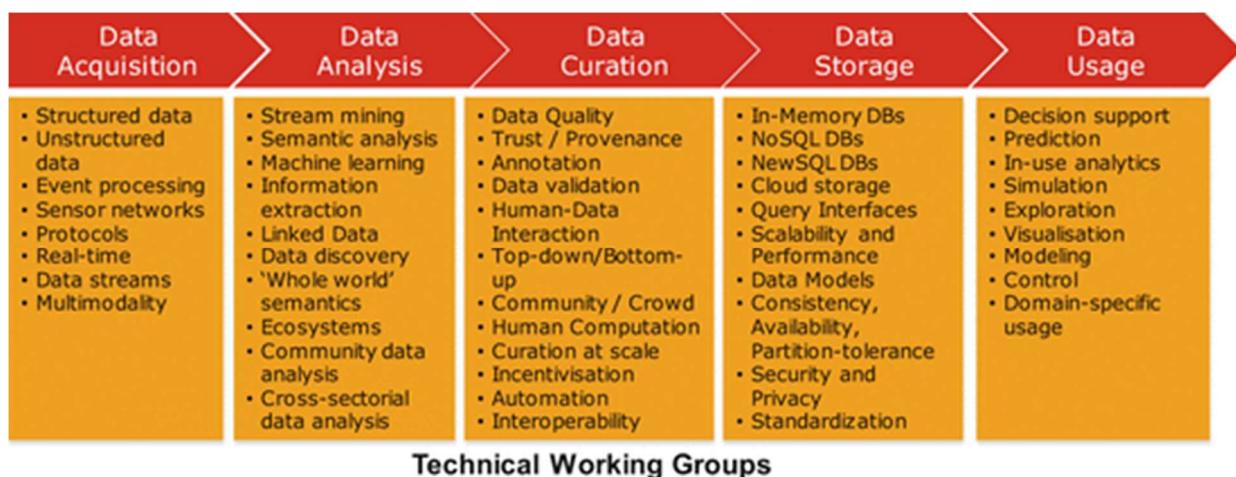 Data
Acquisition
Data
Analysis
Data
Curation
Data
Storage
Data
Usage
• Structured data
• Unstructured
data
• Event processing
• Sensor networks
• Protocols
• Real-time
• Data streams
• Multimodality
• Stream mining
• Semantic analysis
• Machine learning
• Information
extraction
• Linked Data
• Data discovery
• ‘Whole world’
semantics
• Ecosystems
• Community data
analysis
• Cross-sectorial
data analysis
• Data Quality
• Trust / Provenance
• Annotation
• Data validation
• Human-Data
Interaction
• Top-down/Bottom-
up
• Community / Crowd
• Human Computation
• Curation at scale
• Incentivisation
• Automation
• Interoperability
• In-Memory DBs
• NoSQL DBs
• NewSQL DBs
• Cloud storage
• Query Interfaces
• Scalability and
Performance
• Data Models
• Consistency,
Availability,
Partition-tolerance
• Security and
Privacy
• Standardization
• Decision support
• Prediction
• In-use analytics
• Simulation
• Exploration
• Visualisation
• Modeling
• Control
• Domain-specific
usage
Technical Working Groups